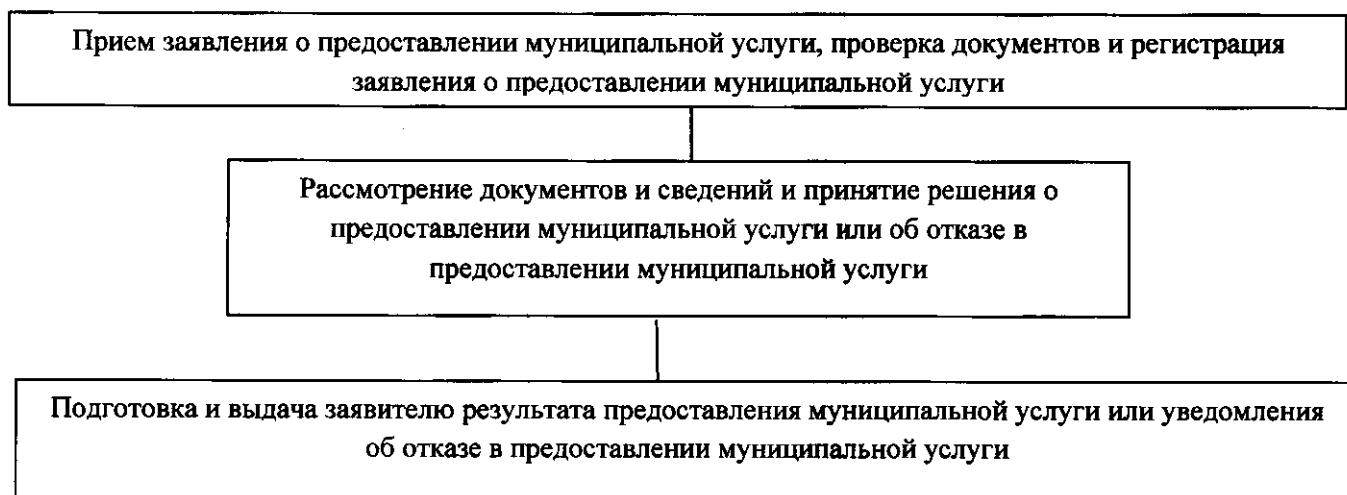 Прием заявления о предоставлении муниципальной услуги, проверка документов и регистрация
заявления о предоставлении муниципальной услуги
Рассмотрение документов и сведений и принятие решения о
предоставлении муниципальной услуги или об отказе в
предоставлении муниципальной услуги
Подготовка и выдача заявителю результата предоставления муниципальной услуги или уведомления
об отказе в предоставлении муниципальной услуги